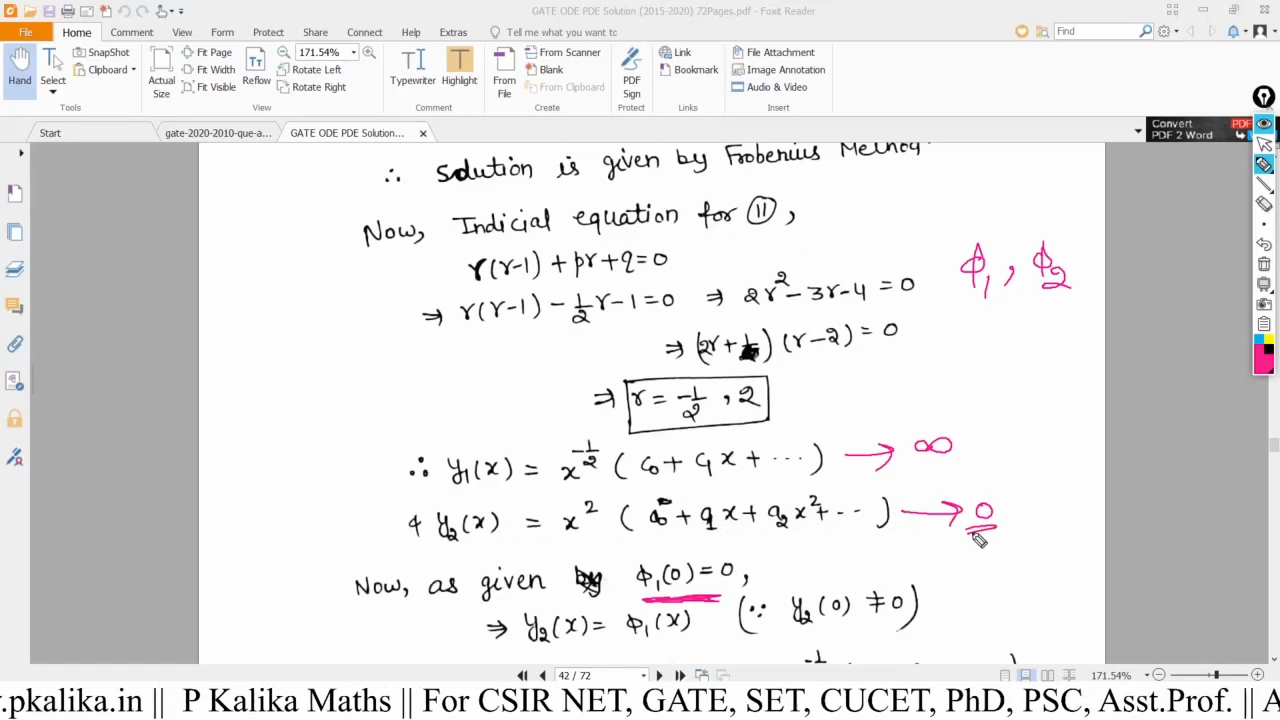 GATE ODE PDE Solution (2015-2020) 72Pages.pdf - Foxit Reader
File Home Comment View Form Protect Share Connect Help Extras Tell me what you want to Find
Hand Select SnapShot Clipboard Actual Size Fit Page Fit Width Fit Visible 171.54% Reflow Rotate Left Rotate Right Typewriter Highlight From File From Scanner Blank From Clipboard PDF Sign Link Bookmark File Attachment Image Annotation Audio & Video
Tools View Comment Create Protect Links Insert
Start gate-2020-2010-que-a... GATE ODE PDE Solution... Convert PDF 2 Word PDF
∴ Solution is given by Frobenius Method.
Now, Indicial equation for ⑪,
r(r-1) + pr + q = 0
⇒ r(r-1) - 1/2 r - 1 = 0 ⇒ 2r² - 3r - 4 = 0
ϕ₁, ϕ₂
⇒ (2r + 1) (r - 2) = 0
⇒ r = -1/2, 2
∴ y₁(x) = x^(-1/2) (c₀ + c₁x + ...) → ∞
& y₂(x) = x² (a₀ + a₁x + a₂x² + ...) → 0
Now, as given by ϕ₁(0) = 0,
⇒ y₂(x) = ϕ₁(x) (∵ y₂(0) ≠ 0)
42 / 72 171.54%
.pkalika.in || P Kalika Maths || For CSIR NET, GATE, SET, CUCET, PhD, PSC, Asst.Prof. || A